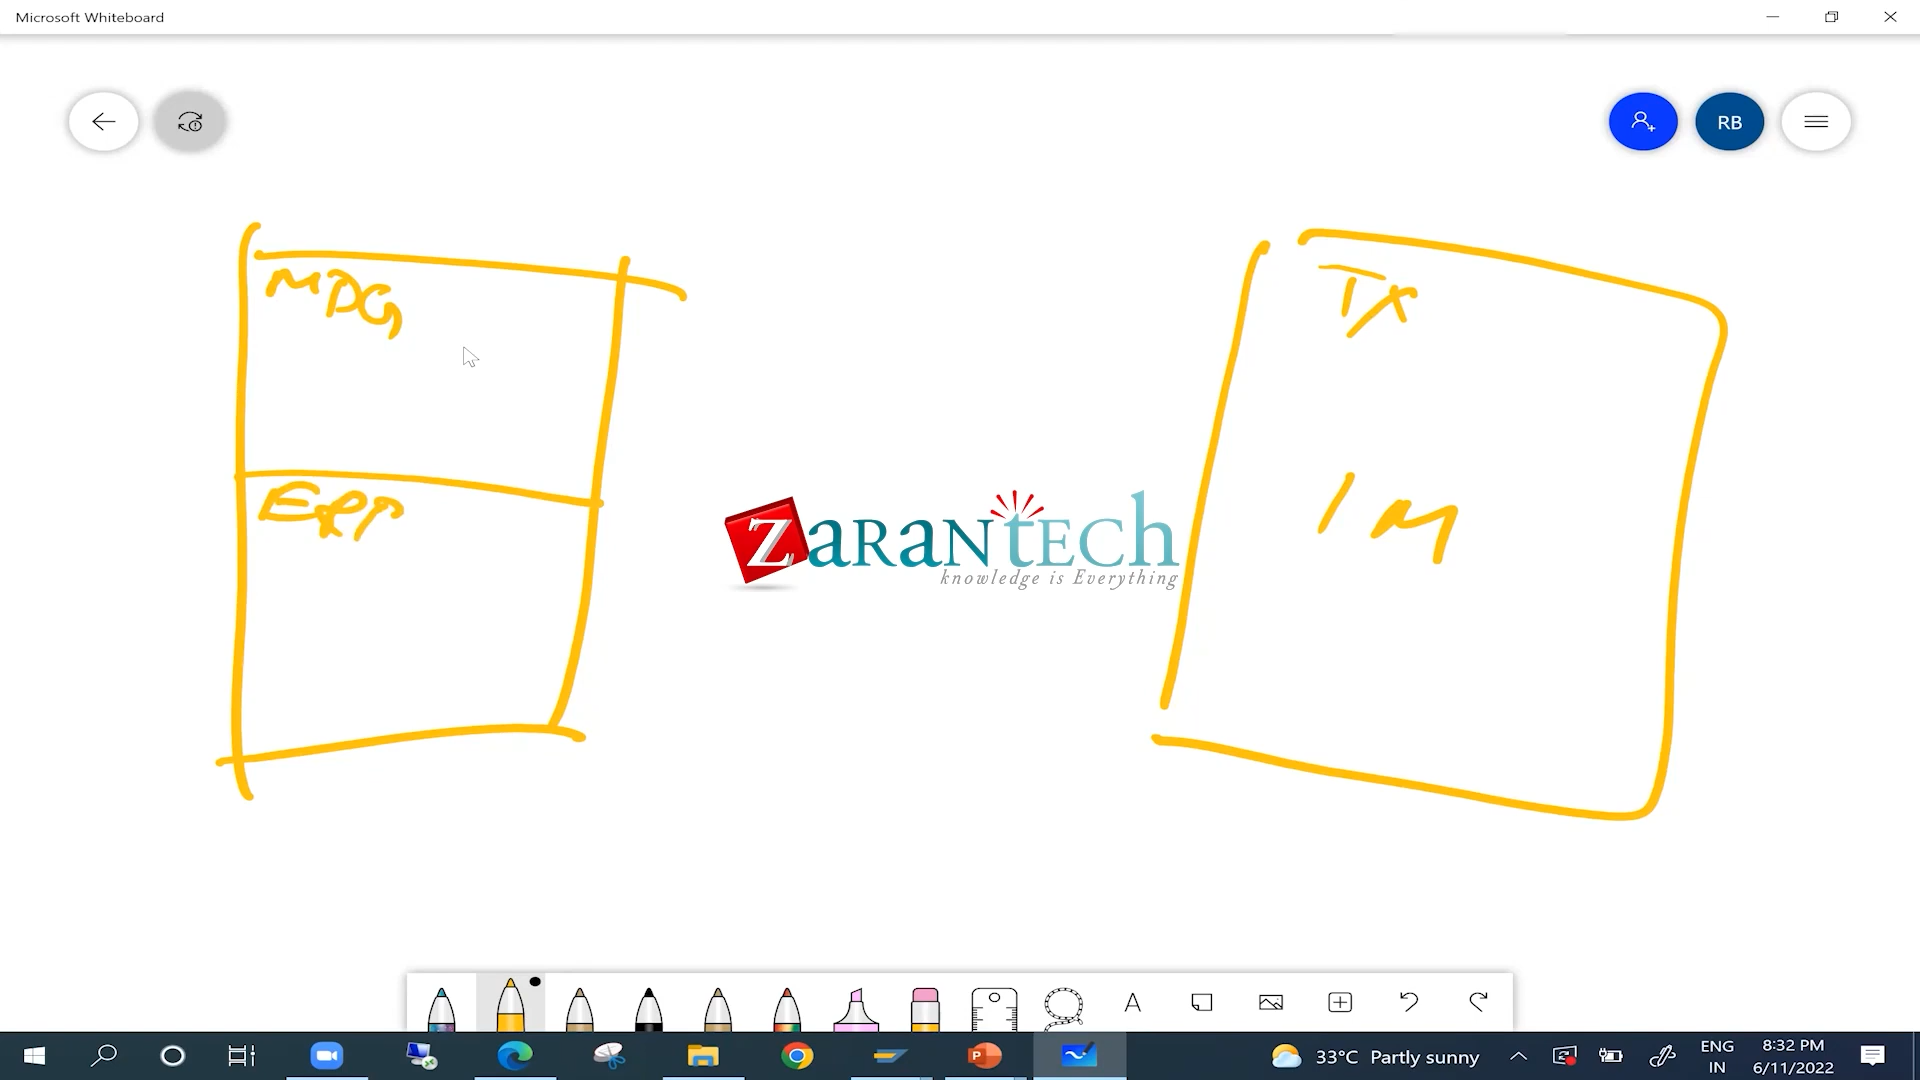 Microsoft Whiteboard
RB
MDG
ERP
TX
1 M
ZaranTech
knowledge is Everything
A
33°C Partly sunny
ENG
IN
8:32 PM
6/11/2022